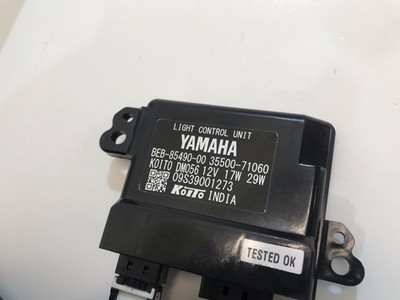 LIGHT CONTROL UNIT
YAMAHA
BEB-85490-00 35500-71060
KOITO DM056 12V 17W 29W
09S39001273
KOITO INDIA
TESTED OK